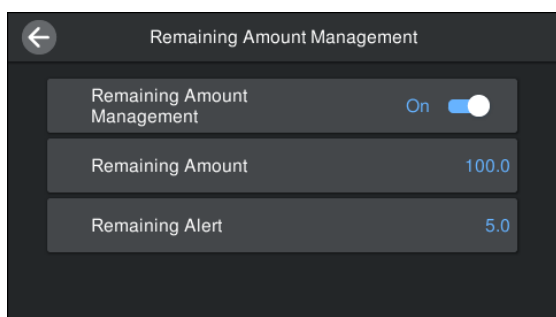 Remaining Amount Management
Remaining Amount
Management
On
Remaining Amount
100.0
Remaining Alert
5.0